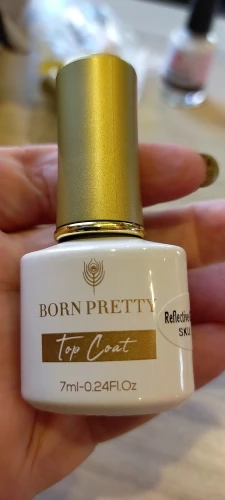 BORN PRETTY
Top Coat
7ml-0.24Fl.Oz
Reflective
SKU